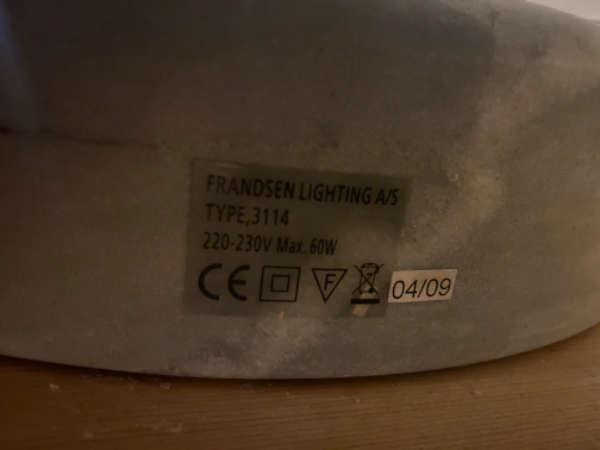 FRANDSEN LIGHTING A/S
TYPE,3114
220-230V Max. 60W
CE F 04/09